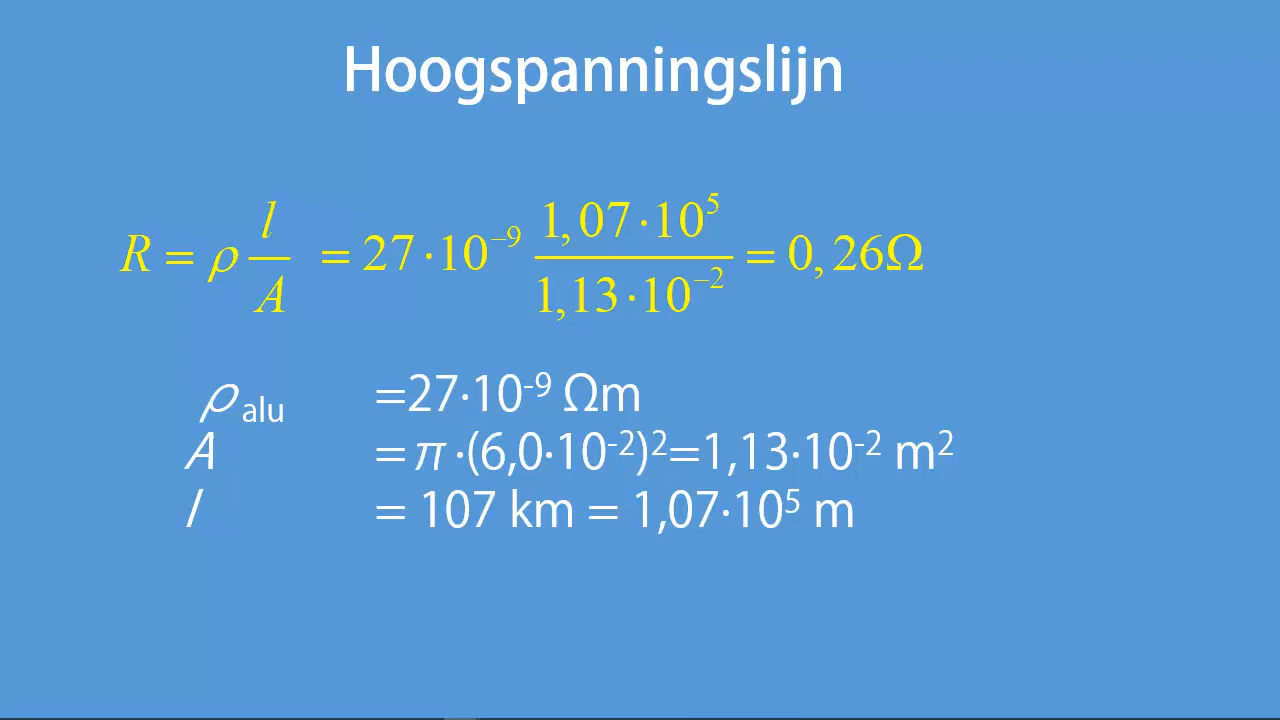 Hoogspanningslijn
R = ρ l/A = 27·10⁻⁹ 1,07·10⁵/1,13·10⁻² = 0,26Ω
ρalu =27·10⁻⁹ Ωm
A =π·(6,0·10⁻²)²=1,13·10⁻² m²
l = 107 km = 1,07·10⁵ m